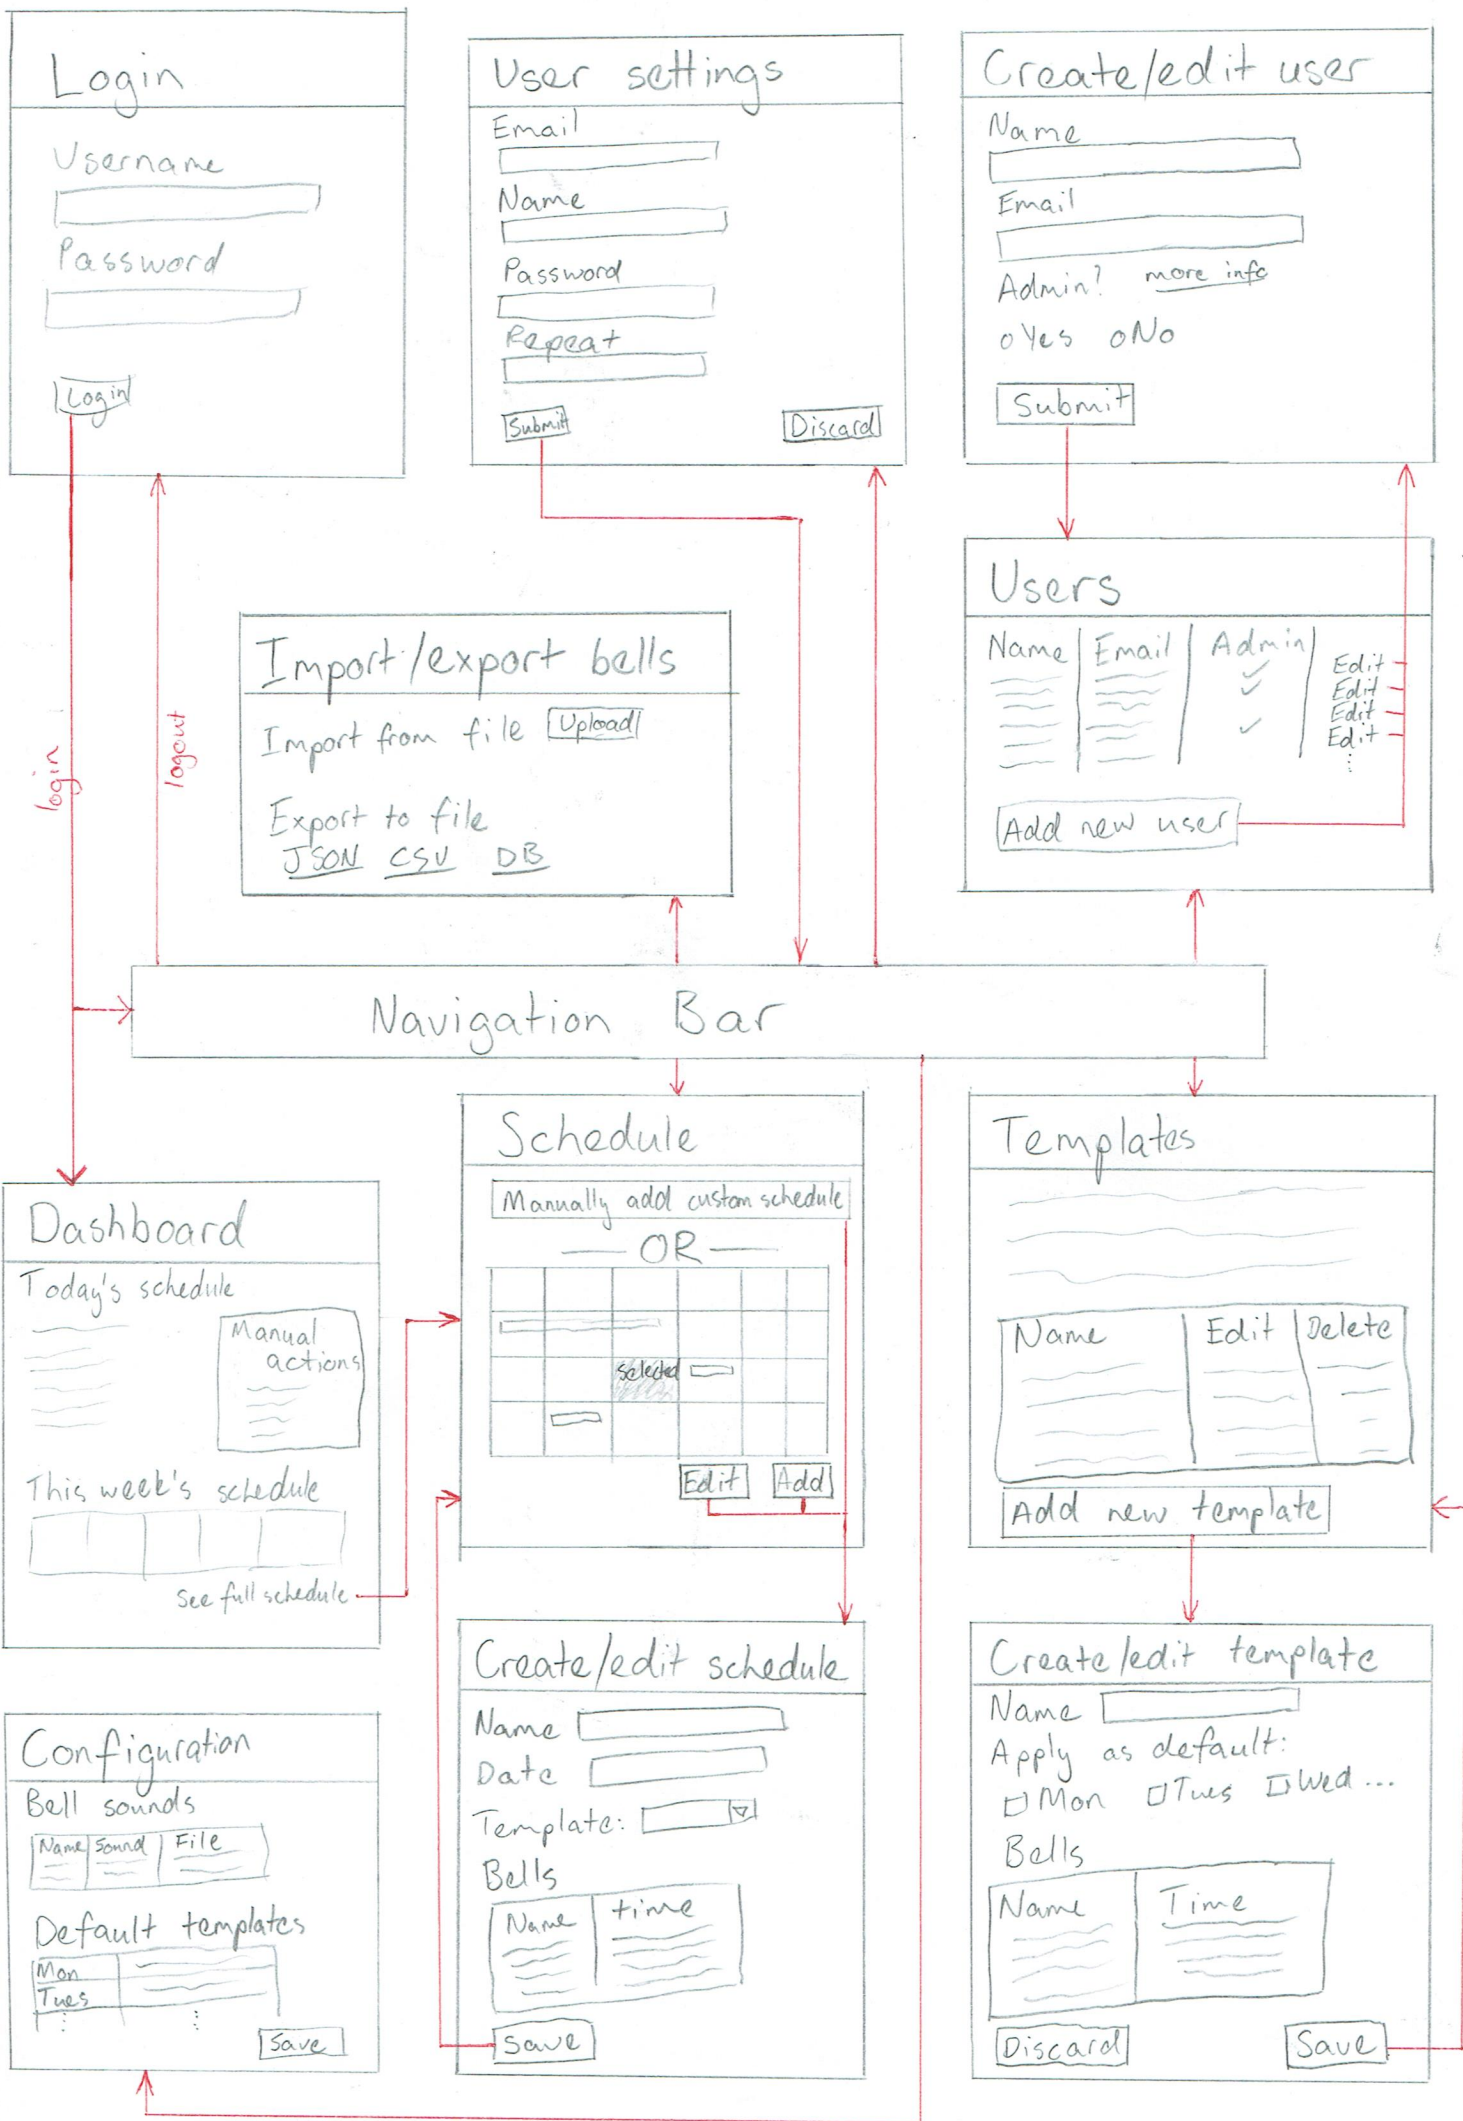 Login
Username
Password
Login
User settings
Email
Name
Password
Repeat
Submit
Discard
Create/edit user
Name
Email
Admin? more info
Yes No
Submit
login
logout
Import/export bells
Import from file Upload
Export to file
JSON CSV DB
Users
Name Email Admin
Edit
Edit
Edit
Edit
Add new user
Navigation Bar
Dashboard
Today's schedule
Manual
actions
This week's schedule
See full schedule
Schedule
Manually add custom schedule
OR
Selected
Edit Add
Templates
Name Edit Delete
Add new template
Configuration
Bell sounds
Name Sound File
Default templates
Mon
Tues
Save
Create/edit schedule
Name
Date
Template:
Bells
Name time
Save
Create/edit template
Name
Apply as default:
Mon Tues Wed ...
Bells
Name Time
Discard Save